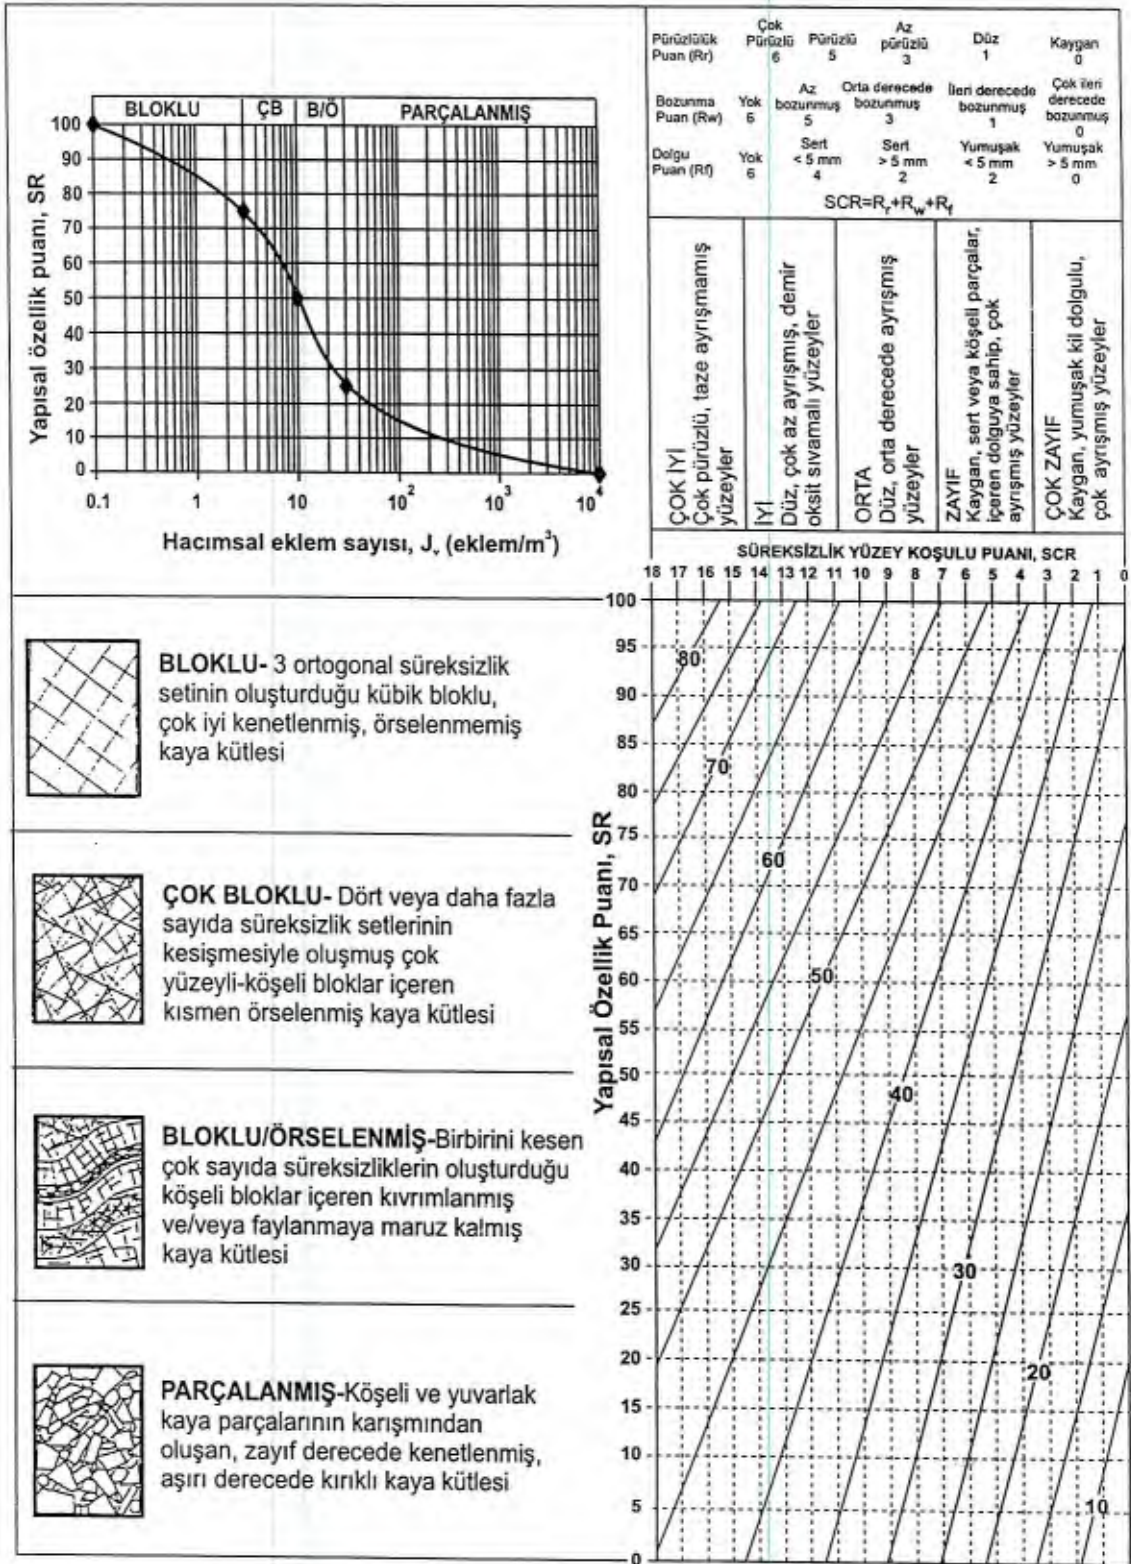 BLOKLU ÇB B/Ö PARÇALANMIŞ
Yapısal özellik puanı, SR
100
90
80
70
60
50
40
30
20
10
0
0.1 1 10 10² 10³ 10⁴
Hacımsal eklem sayısı, Jv (eklem/m³)
Pürüzlülük Puan (Rr)
Çok Pürüzlü 6
Pürüzlü 5
Az pürüzlü 3
Düz 1
Kaygan 0
Bozunma Puan (Rw)
Yok 6
Az bozunmuş 5
Orta derecede bozunmuş 3
İleri derecede bozunmuş 1
Çok ileri derecede bozunmuş 0
Dolgu Puan (Rf)
Yok 6
Sert < 5 mm 4
Sert > 5 mm 2
Yumuşak < 5 mm 2
Yumuşak > 5 mm 0
SCR=Rr+Rw+Rf
ÇOK İYİ
Çok pürüzlü, taze ayrışmamış
yüzeyler
İYİ
Düz, çok az ayrışmış, demir
oksit sıvamalı yüzeyler
ORTA
Düz, orta derecede ayrışmış
yüzeyler
ZAYIF
Kaygan, sert veya köşeli parçalar,
içeren dolguya sahip, çok
ayrışmış yüzeyler
ÇOK ZAYIF
Kaygan, yumuşak kil dolgulu,
çok ayrışmış yüzeyler
SÜREKSİZLİK YÜZEY KOŞULU PUANI, SCR
18 17 16 15 14 13 12 11 10 9 8 7 6 5 4 3 2 1 0
BLOKLU- 3 ortogonal süreksizlik
setinin oluşturduğu kübik bloklu,
çok iyi kenetlenmiş, örselenmemiş
kaya kütlesi
ÇOK BLOKLU- Dört veya daha fazla
sayıda süreksizlik setlerinin
kesişmesiyle oluşmuş çok
yüzeyli-köşeli bloklar içeren
kısmen örselenmiş kaya kütlesi
BLOKLU/ÖRSELENMİŞ-Birbirini kesen
çok sayıda süreksizliklerin oluşturduğu
köşeli bloklar içeren kıvrımlanmış
ve/veya faylanmaya maruz kalmış
kaya kütlesi
PARÇALANMIŞ-Köşeli ve yuvarlak
kaya parçalarının karışmından
oluşan, zayıf derecede kenetlenmiş,
aşırı derecede kırıklı kaya kütlesi
Yapısal Özellik Puanı, SR
100
95
90
85
80
75
70
65
60
55
50
45
40
35
30
25
20
15
10
5
0
80
70
60
50
40
30
20
10